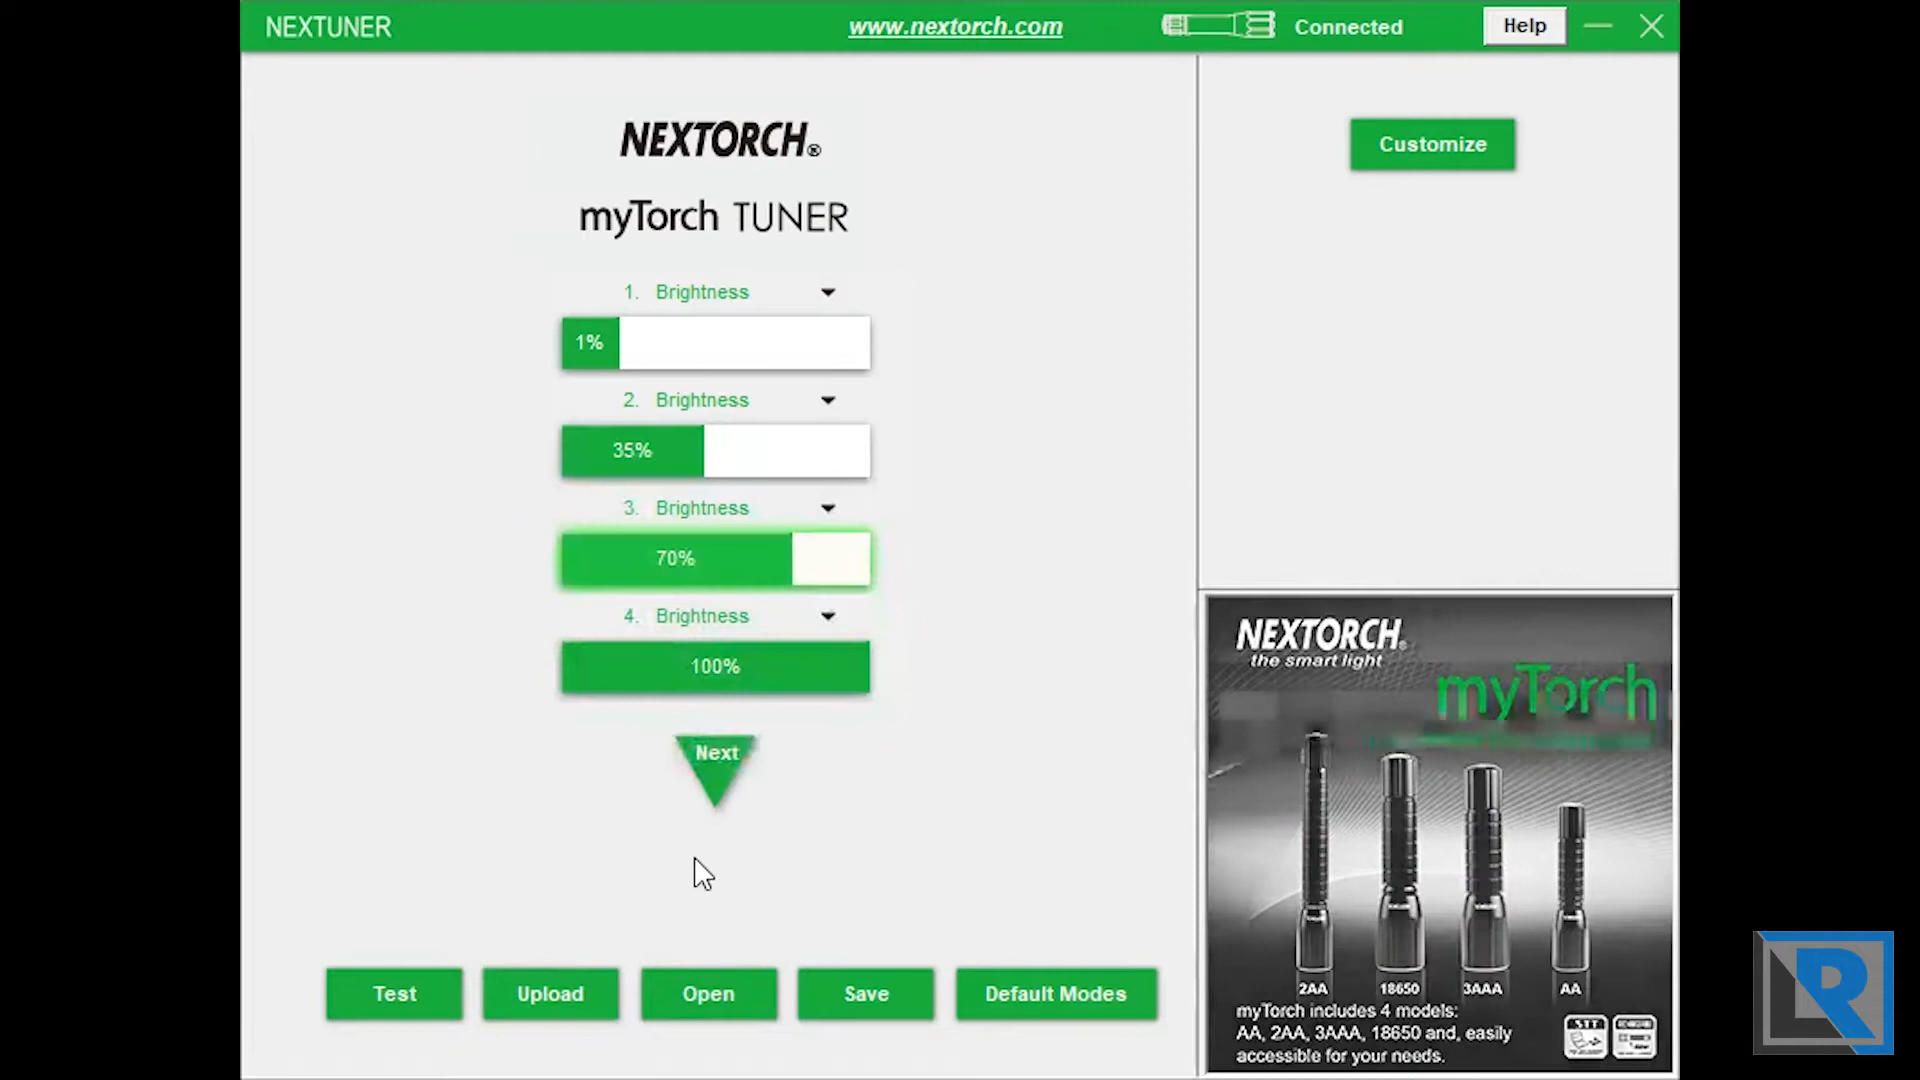 NEXTUNER
www.nextorch.com
Connected
Help
NEXTORCH®
myTorch TUNER
1. Brightness
1%
2. Brightness
35%
3. Brightness
70%
4. Brightness
100%
Next
Test
Upload
Open
Save
Default Modes
Customize
NEXTORCH®
the smart light
myTorch
2AA
18650
3AAA
AA
myTorch includes 4 models:
AA, 2AA, 3AAA, 18650 and, easily
accessible for your needs.
LR